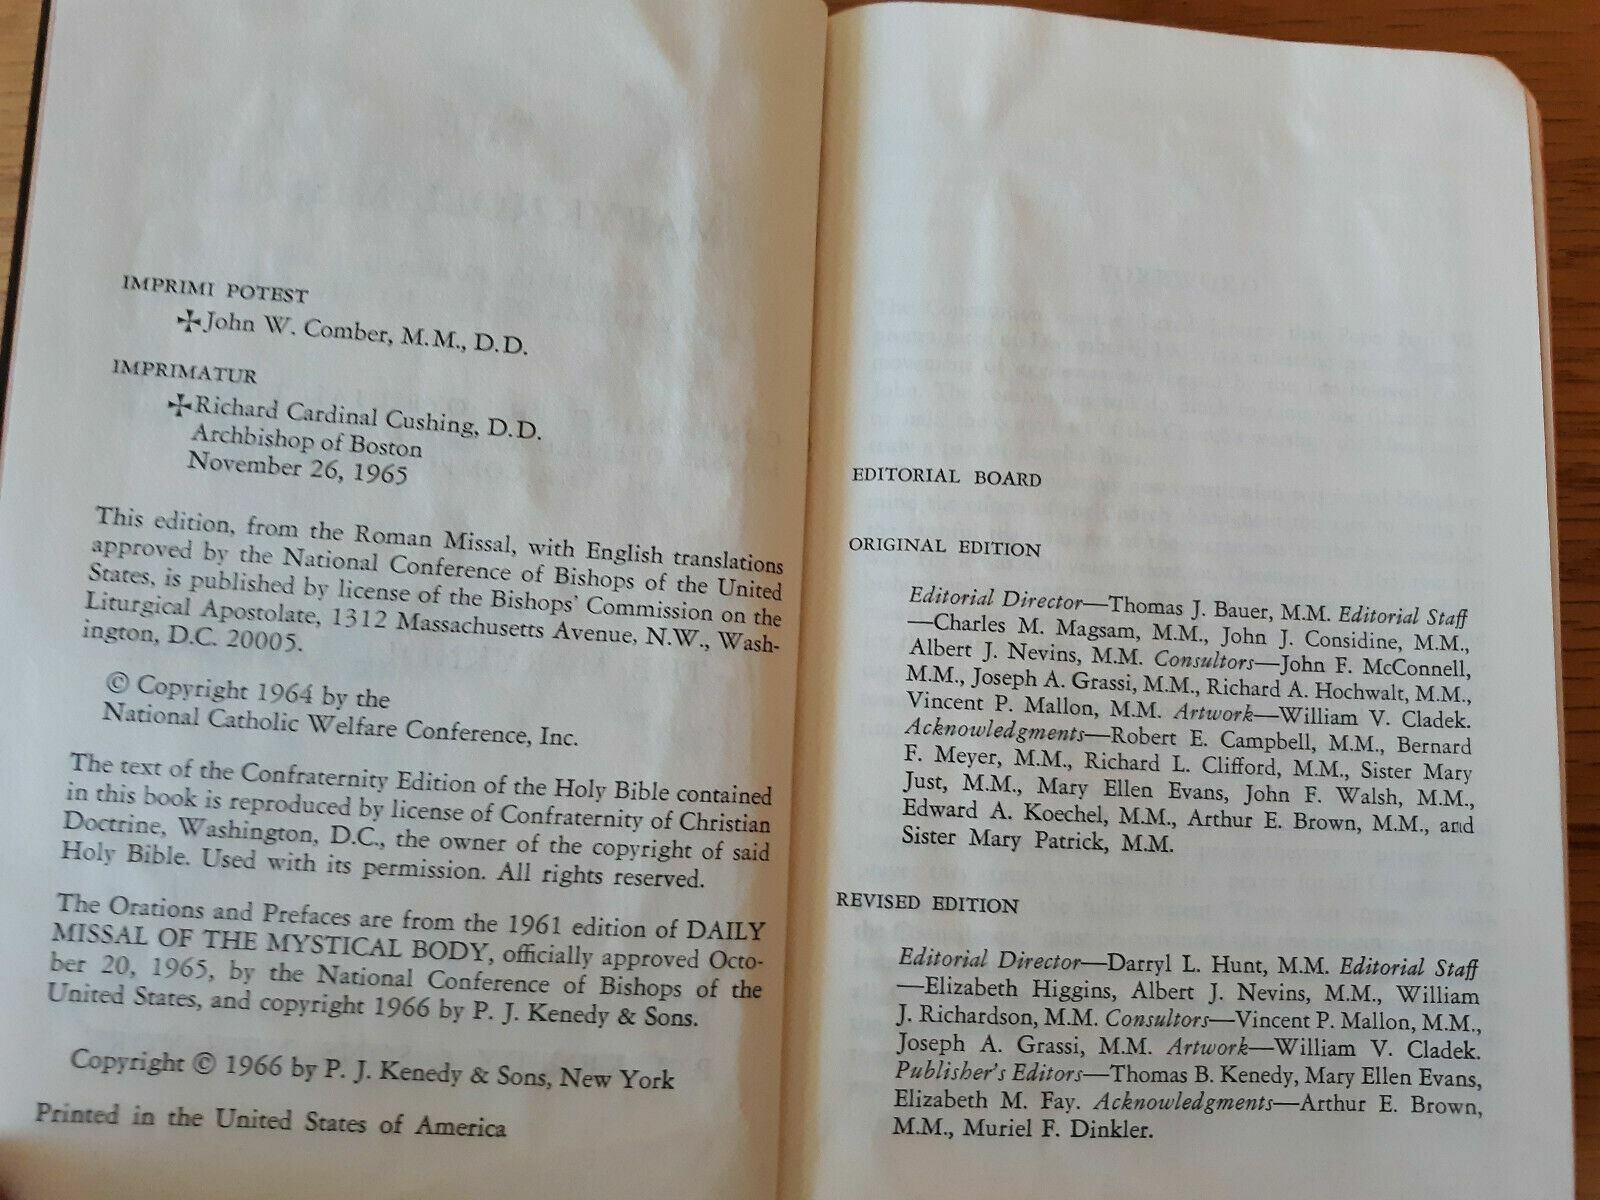 IMPRIMI POTEST
✠John W. Comber, M.M., D.D.
IMPRIMATUR
✠Richard Cardinal Cushing, D.D.
Archbishop of Boston
November 26, 1965
This edition, from the Roman Missal, with English translations
approved by the National Conference of Bishops of the United
States, is published by license of the Bishops' Commission on the
Liturgical Apostolate, 1312 Massachusetts Avenue, N.W., Wash-
ington, D.C. 20005.
© Copyright 1964 by the
National Catholic Welfare Conference, Inc.
The text of the Confraternity Edition of the Holy Bible contained
in this book is reproduced by license of Confraternity of Christian
Doctrine, Washington, D.C., the owner of the copyright of said
Holy Bible. Used with its permission. All rights reserved.
The Orations and Prefaces are from the 1961 edition of DAILY
MISSAL OF THE MYSTICAL BODY, officially approved Octo-
ber 20, 1965, by the National Conference of Bishops of the
United States, and copyright 1966 by P. J. Kenedy & Sons.
Copyright © 1966 by P. J. Kenedy & Sons, New York
Printed in the United States of America
EDITORIAL BOARD
ORIGINAL EDITION
Editorial Director—Thomas J. Bauer, M.M. Editorial Staff
—Charles M. Magsam, M.M., John J. Considine, M.M.,
Albert J. Nevins, M.M. Consultors—John F. McConnell,
M.M., Joseph A. Grassi, M.M., Richard A. Hochwalt, M.M.,
Vincent P. Mallon, M.M. Artwork—William V. Cladek.
Acknowledgments—Robert E. Campbell, M.M., Bernard
F. Meyer, M.M., Richard L. Clifford, M.M., Sister Mary
Just, M.M., Mary Ellen Evans, John F. Walsh, M.M.,
Edward A. Koechel, M.M., Arthur E. Brown, M.M., and
Sister Mary Patrick, M.M.
REVISED EDITION
Editorial Director—Darryl L. Hunt, M.M. Editorial Staff
—Elizabeth Higgins, Albert J. Nevins, M.M., William
J. Richardson, M.M. Consultors—Vincent P. Mallon, M.M.,
Joseph A. Grassi, M.M. Artwork—William V. Cladek.
Publisher's Editors—Thomas B. Kenedy, Mary Ellen Evans,
Elizabeth M. Fay. Acknowledgments—Arthur E. Brown,
M.M., Muriel F. Dinkler.